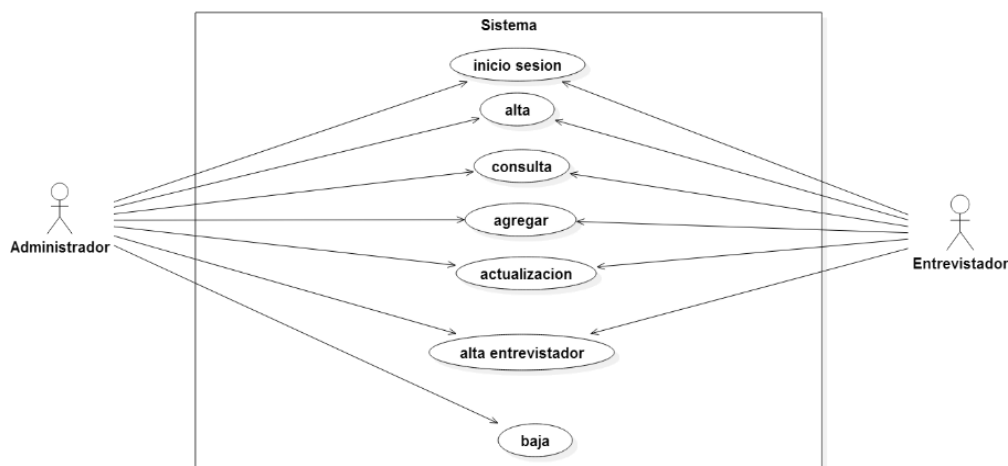 Sistema
inicio sesion
alta
consulta
agregar
Administrador
Entrevistador
actualizacion
alta entrevistador
baja